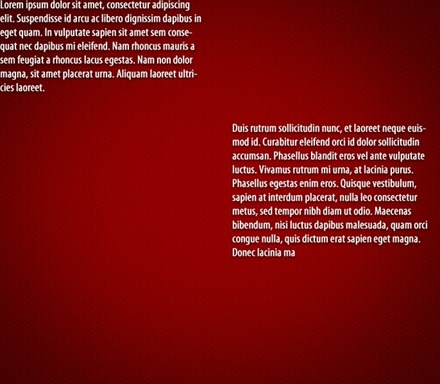 Lorem ipsum dolor sit amet, consectetur adipiscing
elit. Suspendisse id arcu ac libero dignissim dapibus in
eget quam. In vulputate sapien sit amet sem conse-
quat nec dapibus mi eleifend. Nam rhoncus mauris a
sem feugiat a rhoncus lacus egestas. Nam non dolor
magna, sit amet placerat urna. Aliquam laoreet ultri-
cies laoreet.
Duis rutrum sollicitudin nunc, et laoreet neque euis-
mod id. Curabitur eleifend orci id dolor sollicitudin
accumsan. Phasellus blandit eros vel ante vulputate
luctus. Vivamus rutrum mi urna, at lacinia purus.
Phasellus egestas enim eros. Quisque vestibulum,
sapien at interdum placerat, nulla leo consectetur
metus, sed tempor nibh diam ut odio. Maecenas
bibendum, nisi luctus dapibus malesuada, quam orci
congue nulla, quis dictum erat sapien eget magna.
Donec lacinia ma